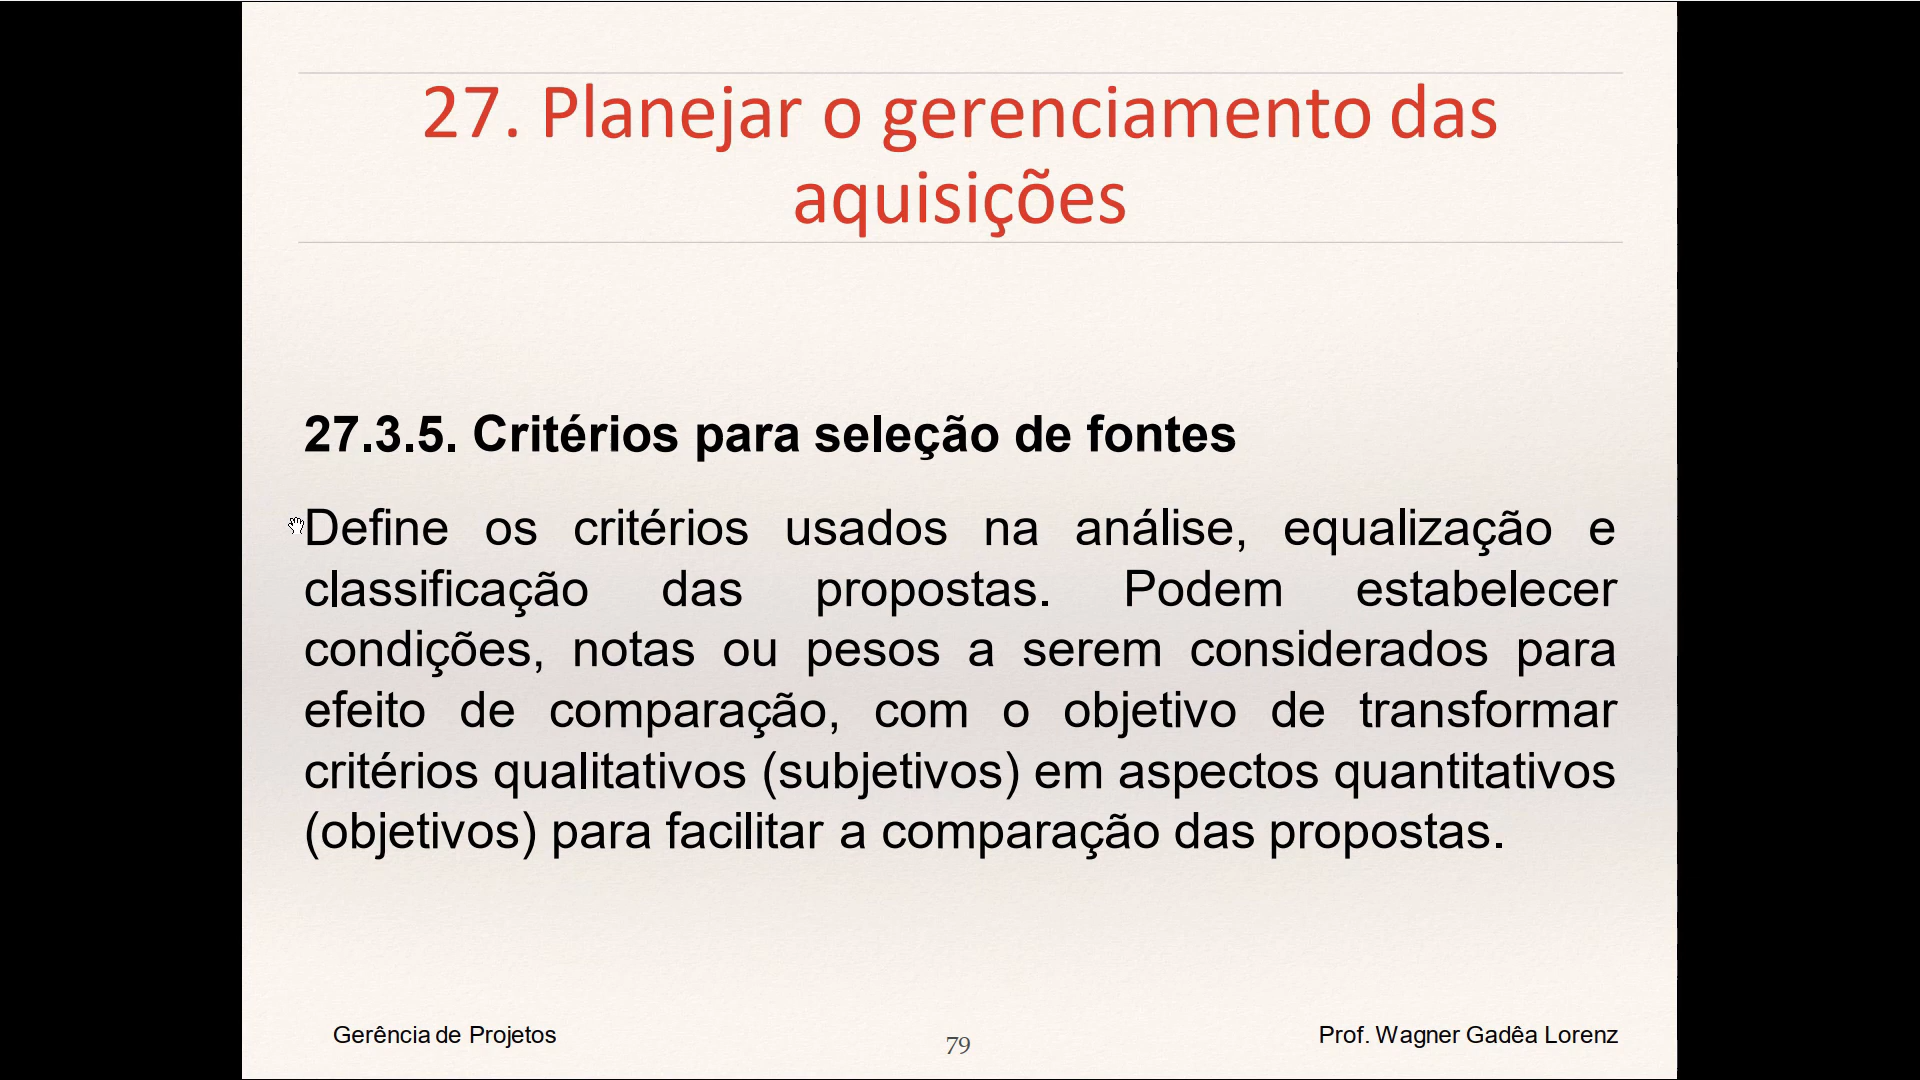 27. Planejar o gerenciamento das
aquisições
27.3.5. Critérios para seleção de fontes
Define os critérios usados na análise, equalização e
classificação das propostas. Podem estabelecer
condições, notas ou pesos a serem considerados para
efeito de comparação, com o objetivo de transformar
critérios qualitativos (subjetivos) em aspectos quantitativos
(objetivos) para facilitar a comparação das propostas.
Gerência de Projetos
79
Prof. Wagner Gadêa Lorenz